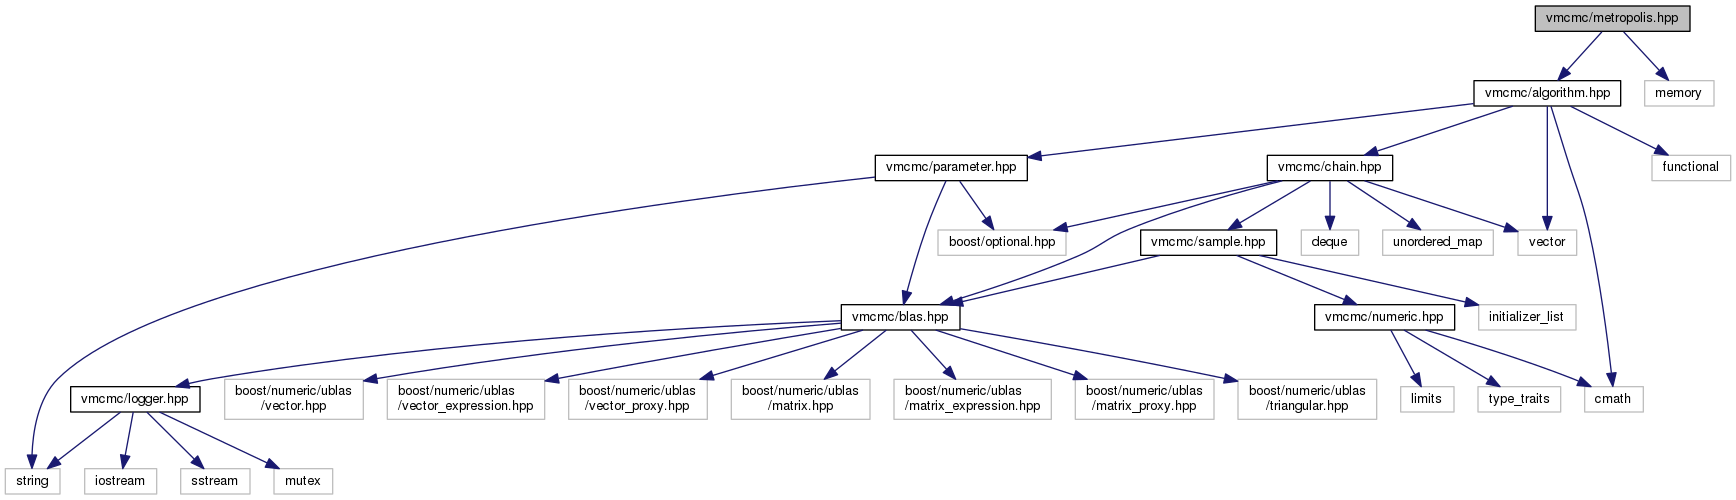 vmcmc/metropolis.hpp
vmcmc/algorithm.hpp
memory
vmcmc/parameter.hpp
vmcmc/chain.hpp
functional
boost/optional.hpp
vmcmc/sample.hpp
deque
unordered_map
vector
vmcmc/blas.hpp
vmcmc/numeric.hpp
initializer_list
vmcmc/logger.hpp
boost/numeric/ublas
/vector.hpp
boost/numeric/ublas
/vector_expression.hpp
boost/numeric/ublas
/vector_proxy.hpp
boost/numeric/ublas
/matrix.hpp
boost/numeric/ublas
/matrix_expression.hpp
boost/numeric/ublas
/matrix_proxy.hpp
boost/numeric/ublas
/triangular.hpp
limits
type_traits
cmath
string
iostream
sstream
mutex